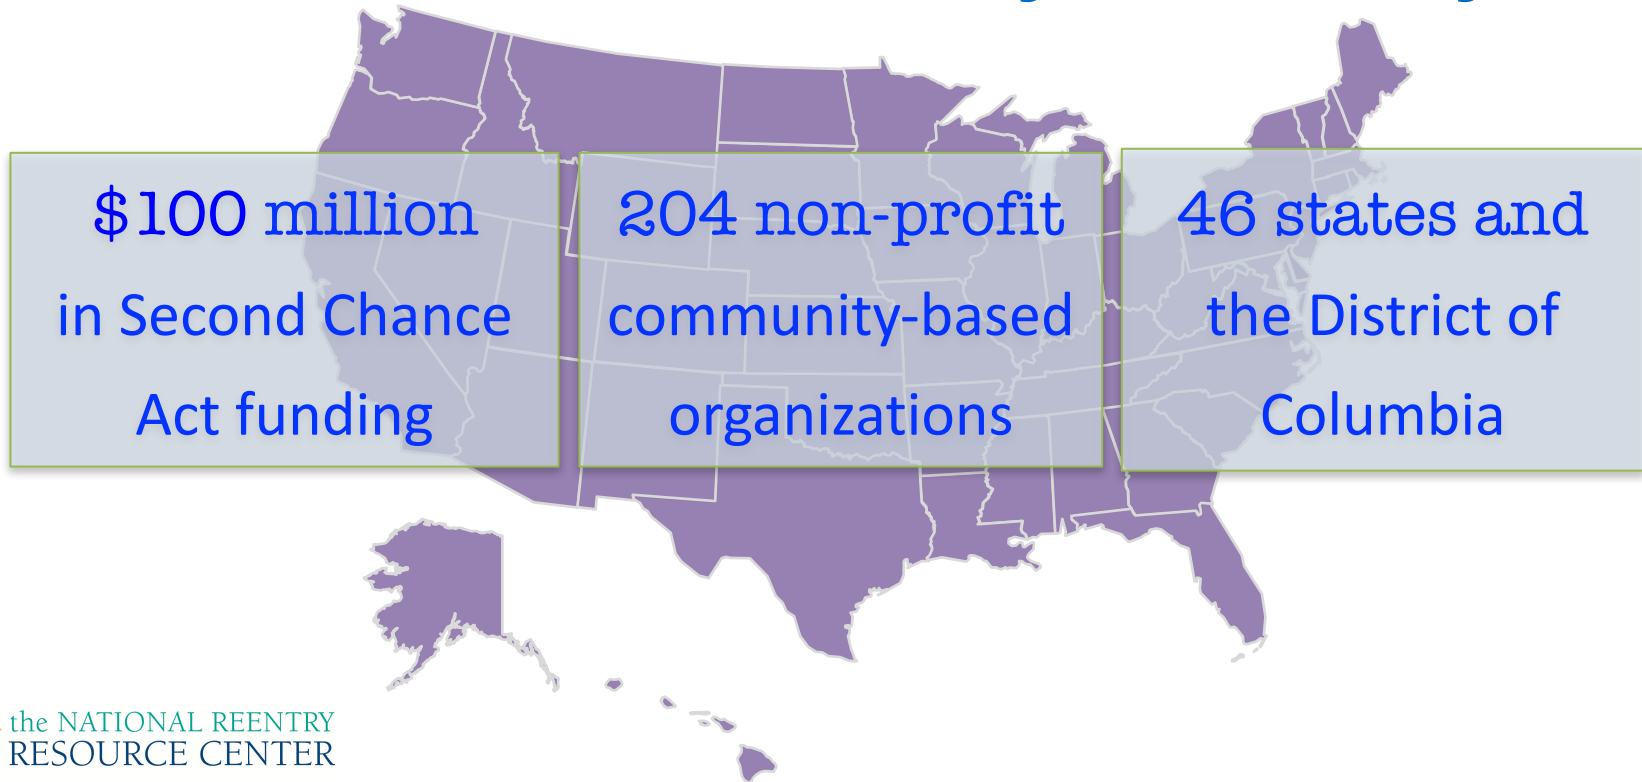 $100 million
in Second Chance
Act funding
204 non-profit
community-based
organizations
46 states and
the District of
Columbia
the NATIONAL REENTRY
RESOURCE CENTER